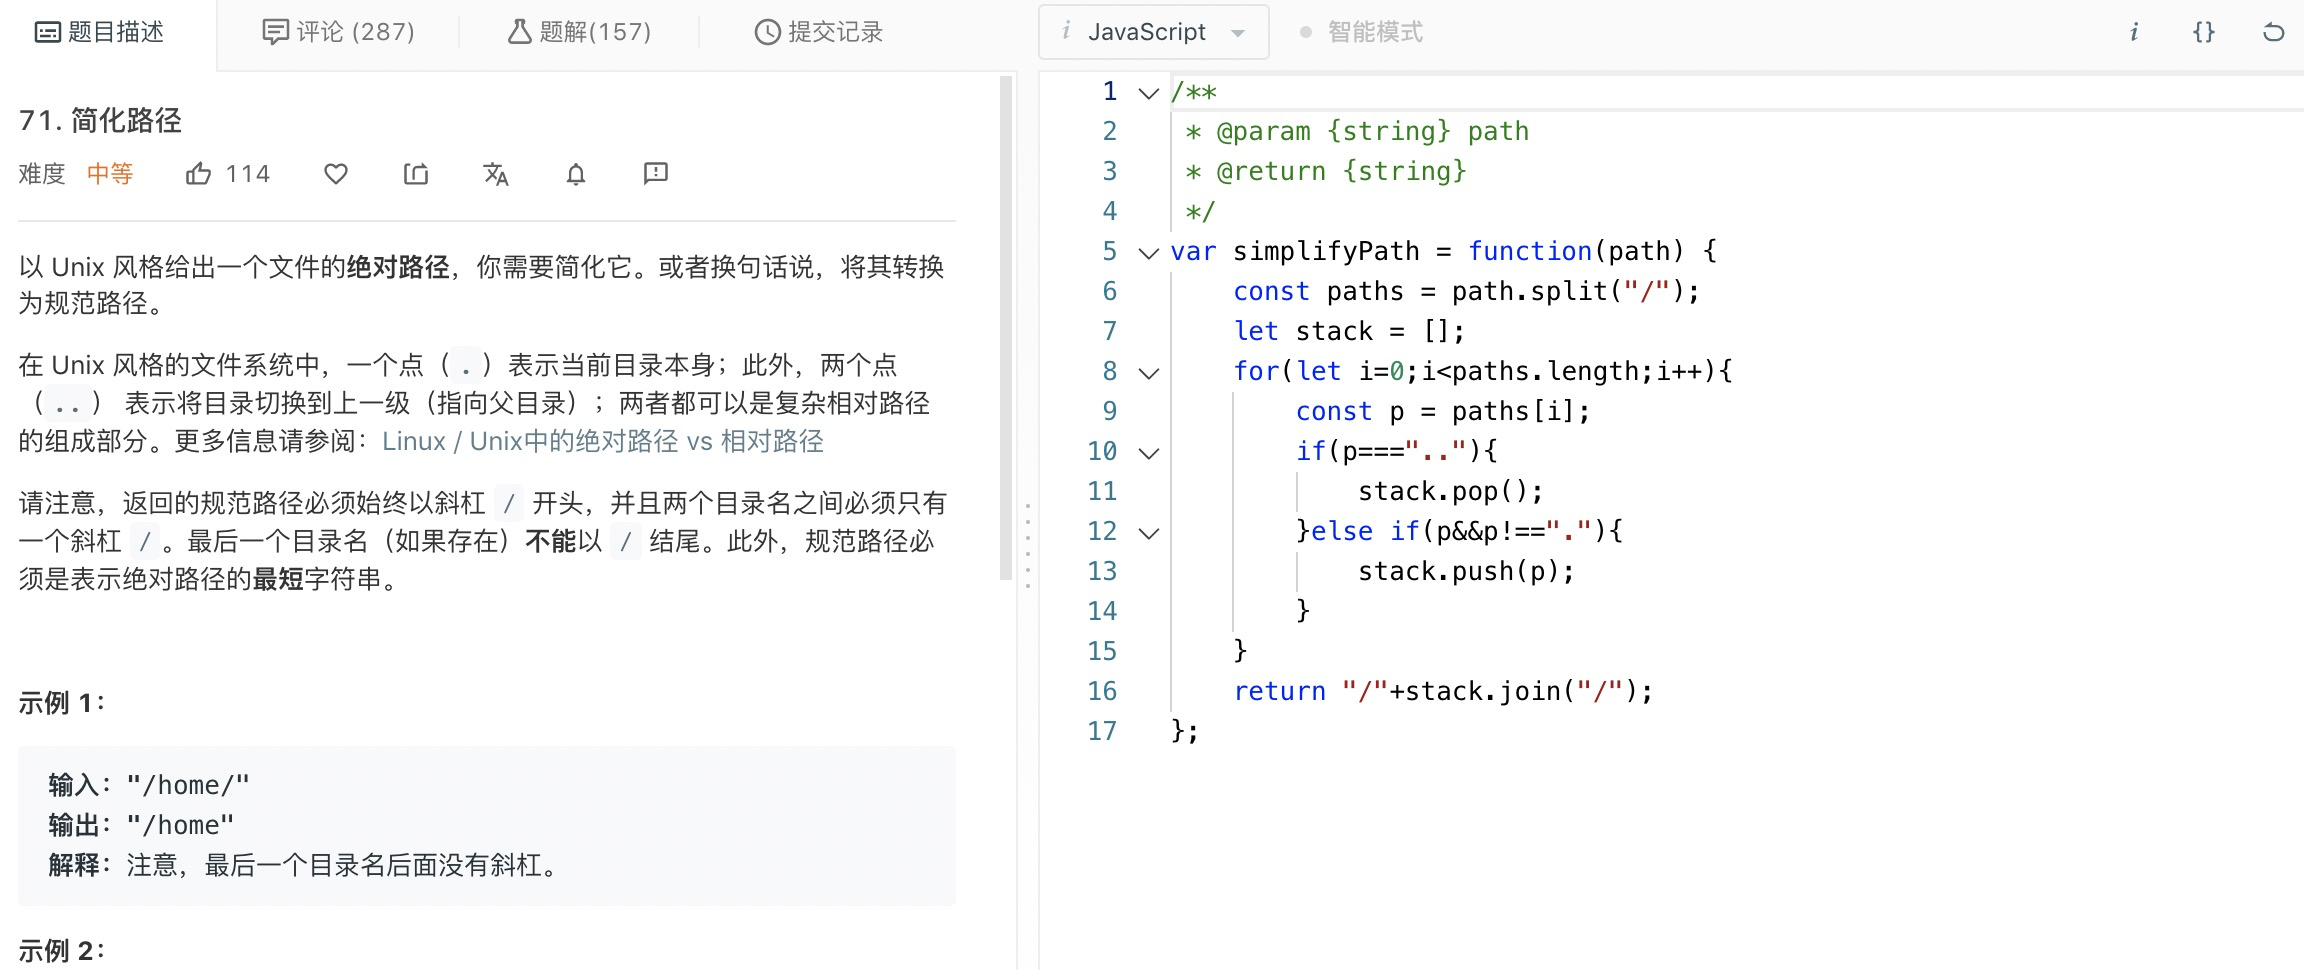 题目描述
评论 (287)
题解(157)
提交记录
i JavaScript
智能模式
i {}
71. 简化路径
难度 中等 114
以 Unix 风格给出一个文件的绝对路径，你需要简化它。或者换句话说，将其转换
为规范路径。
在 Unix 风格的文件系统中，一个点（.）表示当前目录本身；此外，两个点
（..） 表示将目录切换到上一级（指向父目录）；两者都可以是复杂相对路径
的组成部分。更多信息请参阅：Linux / Unix中的绝对路径 vs 相对路径
请注意，返回的规范路径必须始终以斜杠 / 开头，并且两个目录名之间必须只有
一个斜杠 /。最后一个目录名（如果存在）不能以 / 结尾。此外，规范路径必
须是表示绝对路径的最短字符串。
示例 1：
输入："/home/"
输出："/home"
解释：注意，最后一个目录名后面没有斜杠。
示例 2：
1 /**
2  * @param {string} path
3  * @return {string}
4  */
5 var simplifyPath = function(path) {
6     const paths = path.split("/");
7     let stack = [];
8     for(let i=0;i<paths.length;i++){
9         const p = paths[i];
10         if(p===".."){
11             stack.pop();
12         }else if(p&&p!=="."){
13             stack.push(p);
14         }
15     }
16     return "/"+stack.join("/");
17 };